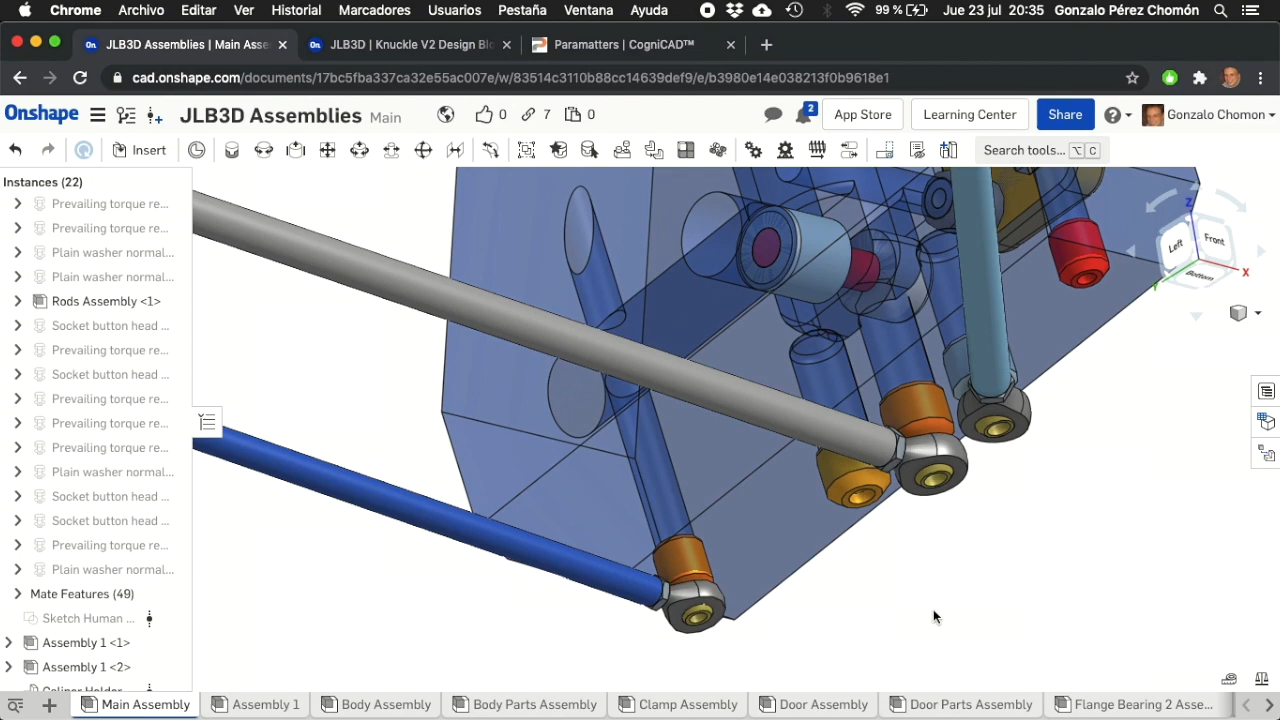 Chrome Archivo Editar Ver Historial Marcadores Usuarios Pestaña Ventana Ayuda 99 % Jue 23 jul 20:35 Gonzalo Pérez Chomón
On JLB3D Assemblies | Main Asse On JLB3D | Knuckle V2 Design Blo Paramatters | CogniCAD™
cad.onshape.com/documents/17bc5fba337ca32e55ac007e/w/83514c3110b88cc14639def9/e/b3980e14e038213f0b9618e1
Onshape JLB3D Assemblies Main 0 7 0 2 App Store Learning Center Share Gonzalo Chomon
Insert Search tools... ⌥ C
Instances (22)
Prevailing torque re...
Prevailing torque re...
Plain washer normal...
Plain washer normal...
Rods Assembly <1>
Socket button head ...
Prevailing torque re...
Socket button head ...
Prevailing torque re...
Prevailing torque re...
Prevailing torque re...
Plain washer normal...
Socket button head ...
Socket button head ...
Prevailing torque re...
Plain washer normal...
Mate Features (49)
Sketch Human ...
Assembly 1 <1>
Assembly 1 <2>
Z
Left Front
Bottom X
Y
Main Assembly Assembly 1 Body Assembly Body Parts Assembly Clamp Assembly Door Assembly Door Parts Assembly Flange Bearing 2 Asse...